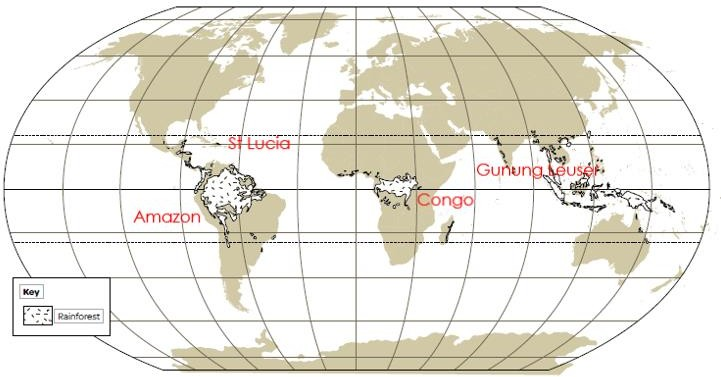 St Lucia
Gunung Leuser
Congo
Amazon
Key
Rainforest